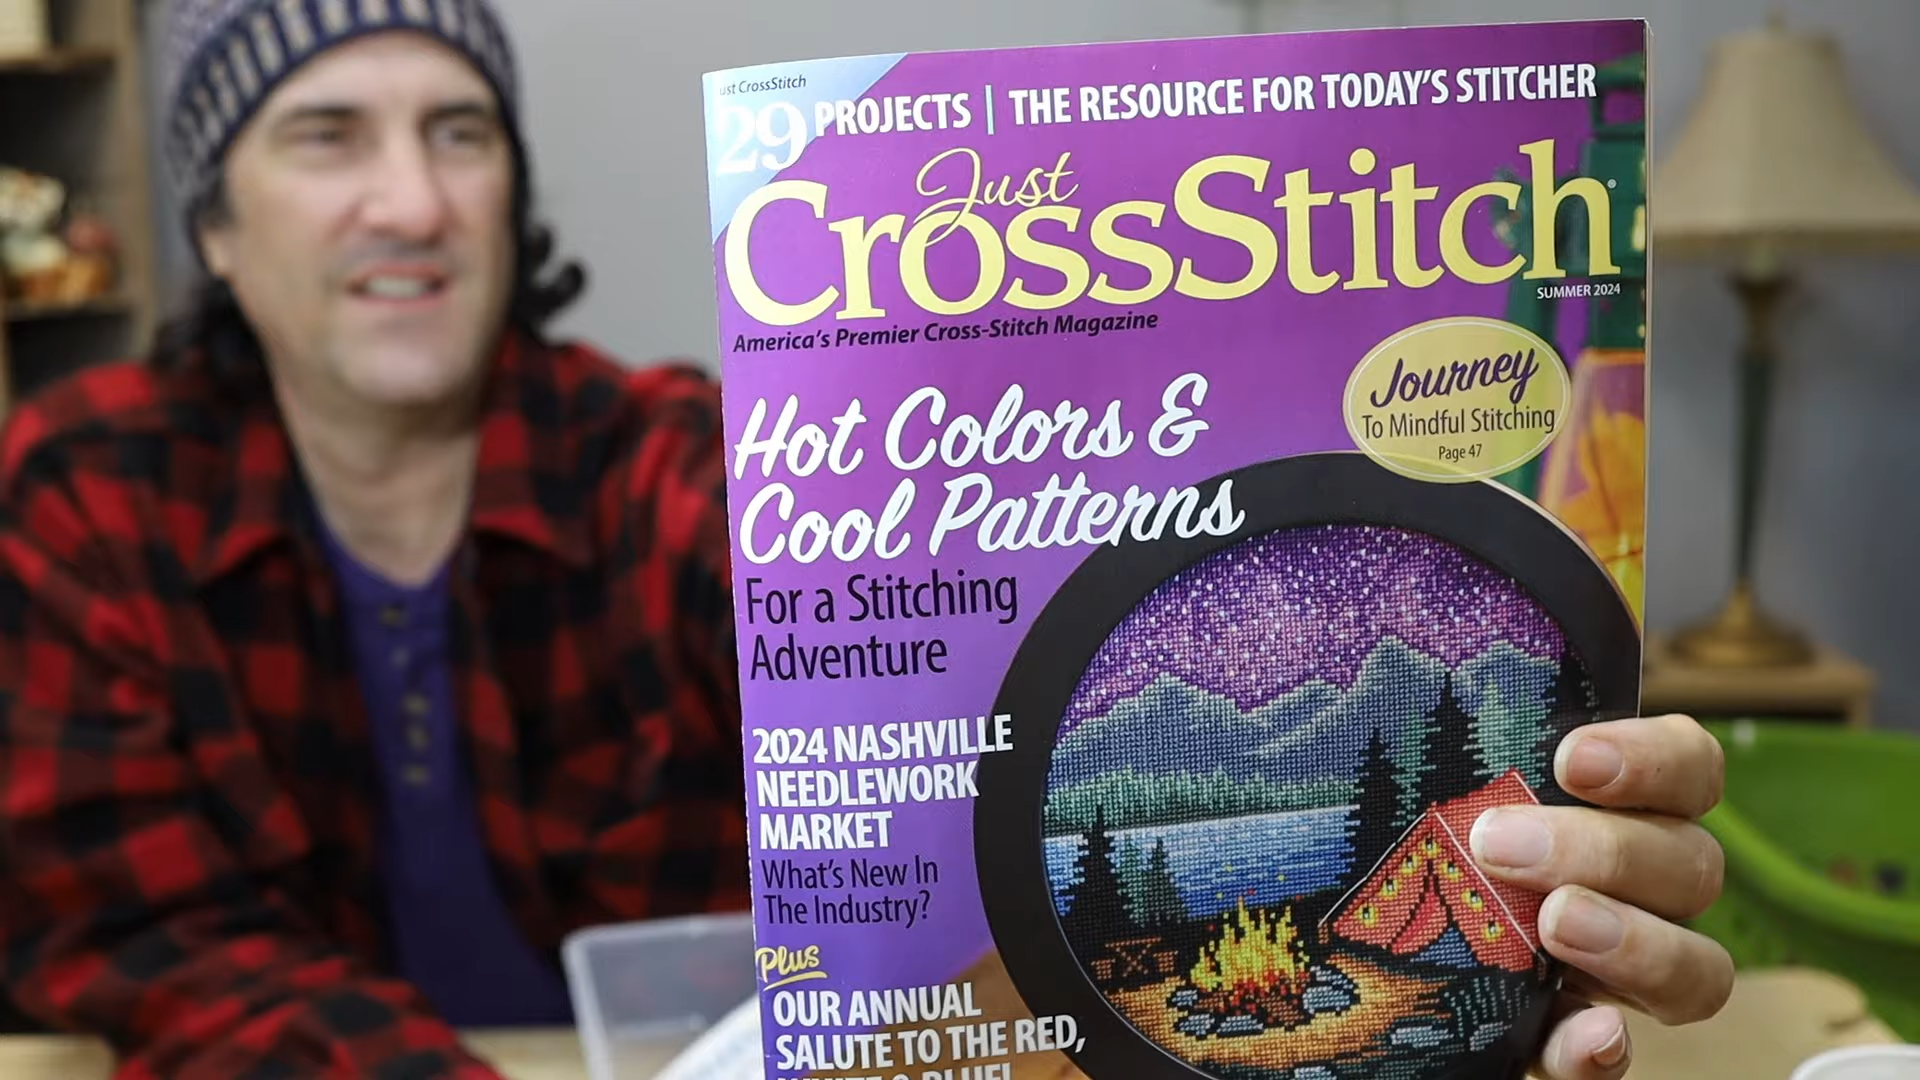 ust CrossStitch
29 PROJECTS | THE RESOURCE FOR TODAY'S STITCHER
Just
CrossStitch®
SUMMER 2024
America's Premier Cross-Stitch Magazine
Journey
To Mindful Stitching
Page 47
Hot Colors &
Cool Patterns
For a Stitching
Adventure
2024 NASHVILLE
NEEDLEWORK
MARKET
What's New In
The Industry?
Plus
OUR ANNUAL
SALUTE TO THE RED,
WHITE & BLUE!